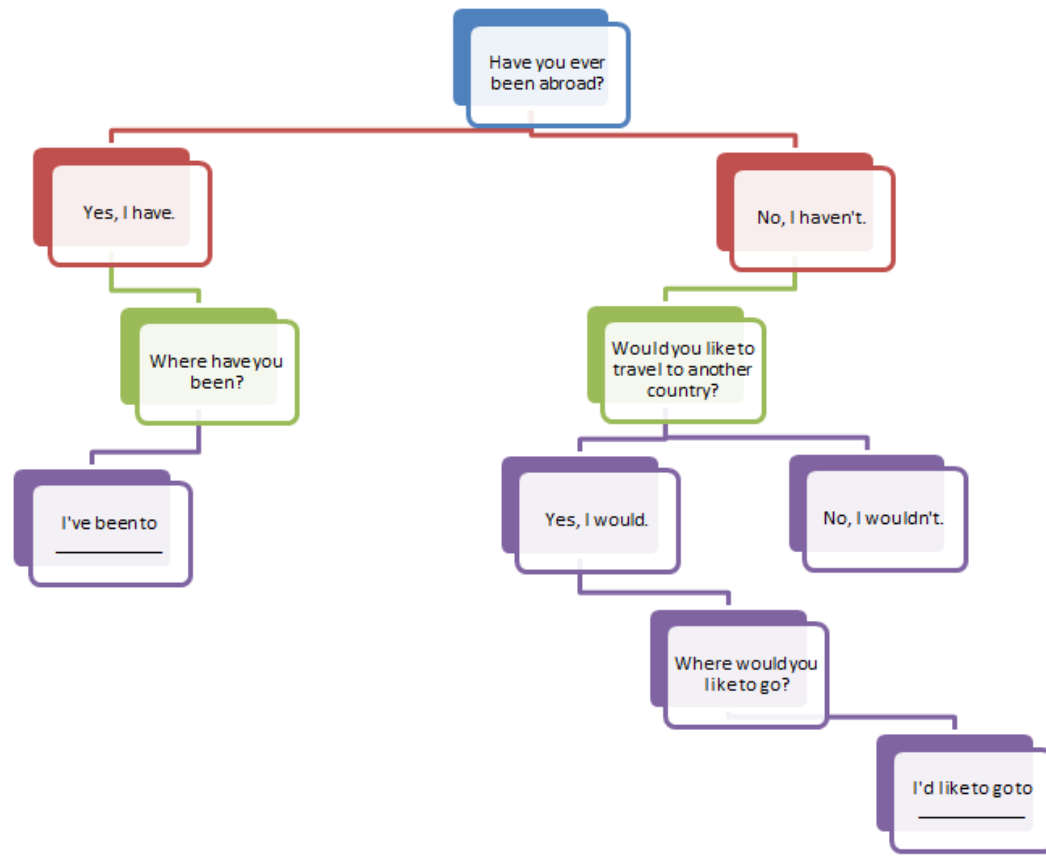 Have you ever
been abroad?
Yes, I have.
No, I haven't.
Where have you
been?
Would you like to
travel to another
country?
I've been to
__________
Yes, I would.
No, I wouldn't.
Where would you
like to go?
I'd like to go to
__________